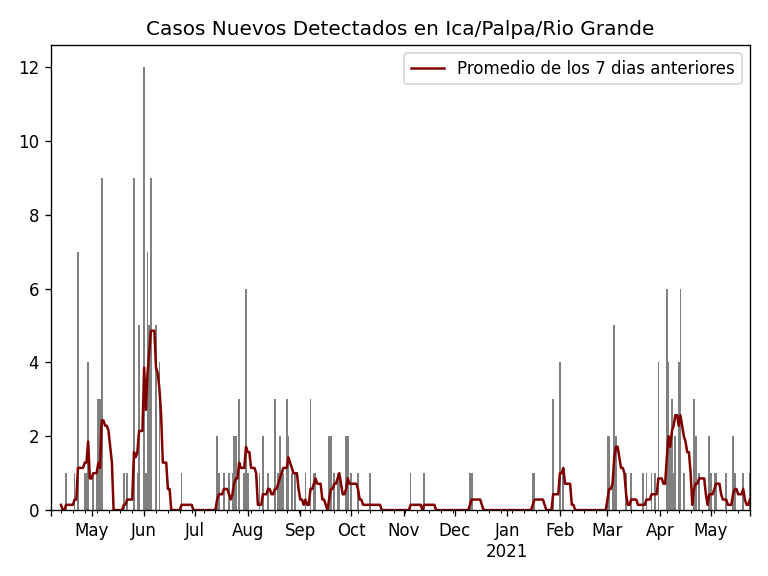 Casos Nuevos Detectados en Ica/Palpa/Rio Grande
Promedio de los 7 dias anteriores
12
10
8
6
4
2
0
May Jun Jul Aug Sep Oct Nov Dec Jan Feb Mar Apr May
2021